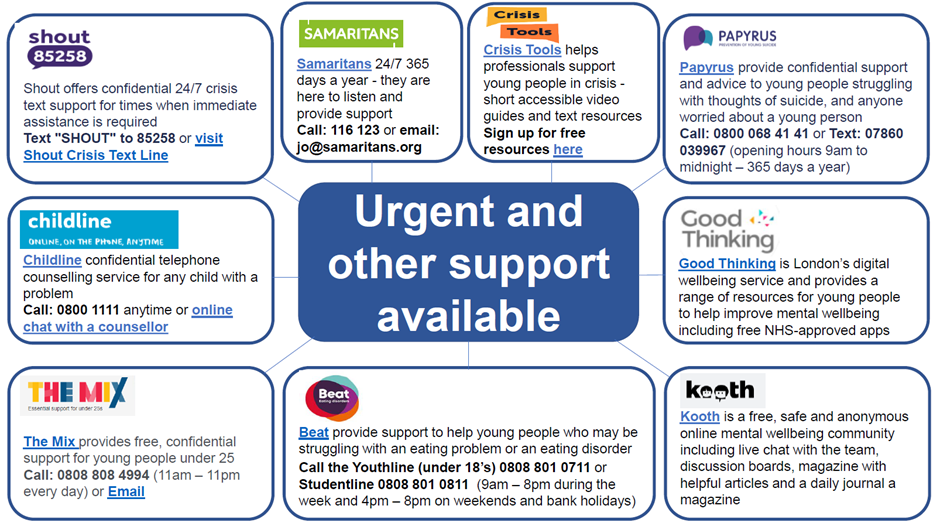 shout
85258
Shout offers confidential 24/7 crisis
text support for times when immediate
assistance is required
Text "SHOUT" to 85258 or visit
Shout Crisis Text Line
SAMARITANS
Samaritans 24/7 365
days a year - they are
here to listen and
provide support
Call: 116 123 or email:
jo@samaritans.org
Crisis
Tools
Crisis Tools helps
professionals support
young people in crisis -
short accessible video
guides and text resources
Sign up for free
resources here
PAPYRUS
PREVENTION OF YOUNG SUICIDE
Papyrus provide confidential support
and advice to young people struggling
with thoughts of suicide, and anyone
worried about a young person
Call: 0800 068 41 41 or Text: 07860
039967 (opening hours 9am to
midnight – 365 days a year)
Urgent and
other support
available
childline
ONLINE, ON THE PHONE, ANYTIME
Childline confidential telephone
counselling service for any child with a
problem
Call: 0800 1111 anytime or online
chat with a counsellor
Good
Thinking
Good Thinking is London's digital
wellbeing service and provides a
range of resources for young people
to help improve mental wellbeing
including free NHS-approved apps
THE MIX
Essential support for under 25s
The Mix provides free, confidential
support for young people under 25
Call: 0808 808 4994 (11am – 11pm
every day) or Email
Beat
Eating disorders
Beat provide support to help young people who may be
struggling with an eating problem or an eating disorder
Call the Youthline (under 18's) 0808 801 0711 or
Studentline 0808 801 0811 (9am – 8pm during the
week and 4pm – 8pm on weekends and bank holidays)
kooth
Kooth is a free, safe and anonymous
online mental wellbeing community
including live chat with the team,
discussion boards, magazine with
helpful articles and a daily journal a
magazine